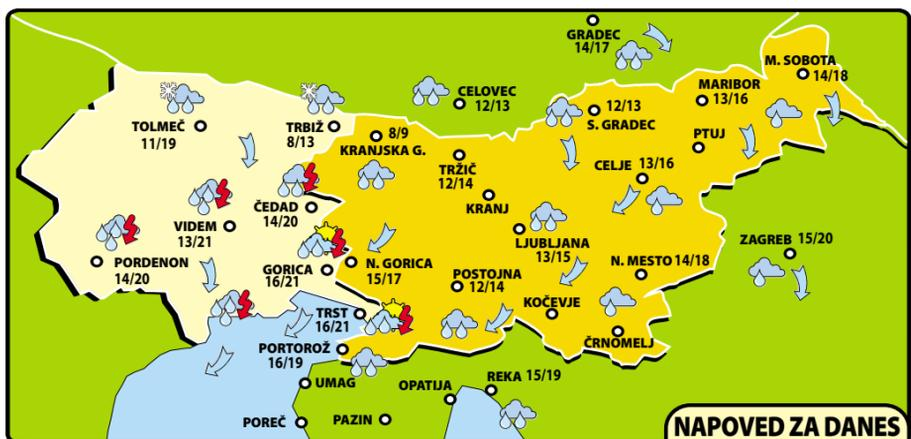 GRADEC
14/17
M. SOBOTA
14/18
CELOVEC
12/13
MARIBOR
13/16
12/13
S. GRADEC
TOLMEČ
11/19
TRBIŽ
8/13
8/9
KRANJSKA G.
PTUJ
TRŽIČ
12/14
CELJE 13/16
ČEDAD
14/20
KRANJ
VIDEM
13/21
LJUBLJANA
13/15
ZAGREB 15/20
PORDENON
14/20
GORICA
16/21
N. GORICA
15/17
POSTOJNA
12/14
N. MESTO 14/18
KOČEVJE
TRST
16/21
ČRNOMELJ
PORTOROŽ
16/19
UMAG
OPATIJA
REKA 15/19
POREČ
PAZIN
NAPOVED ZA DANES